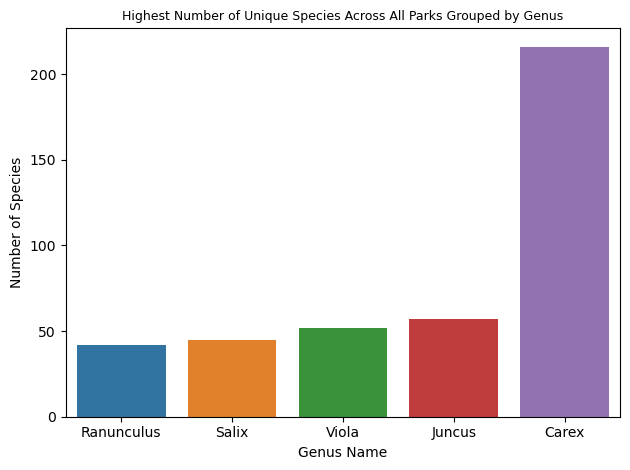 Highest Number of Unique Species Across All Parks Grouped by Genus
Number of Species
200
150
100
50
0
Ranunculus Salix Viola Juncus Carex
Genus Name